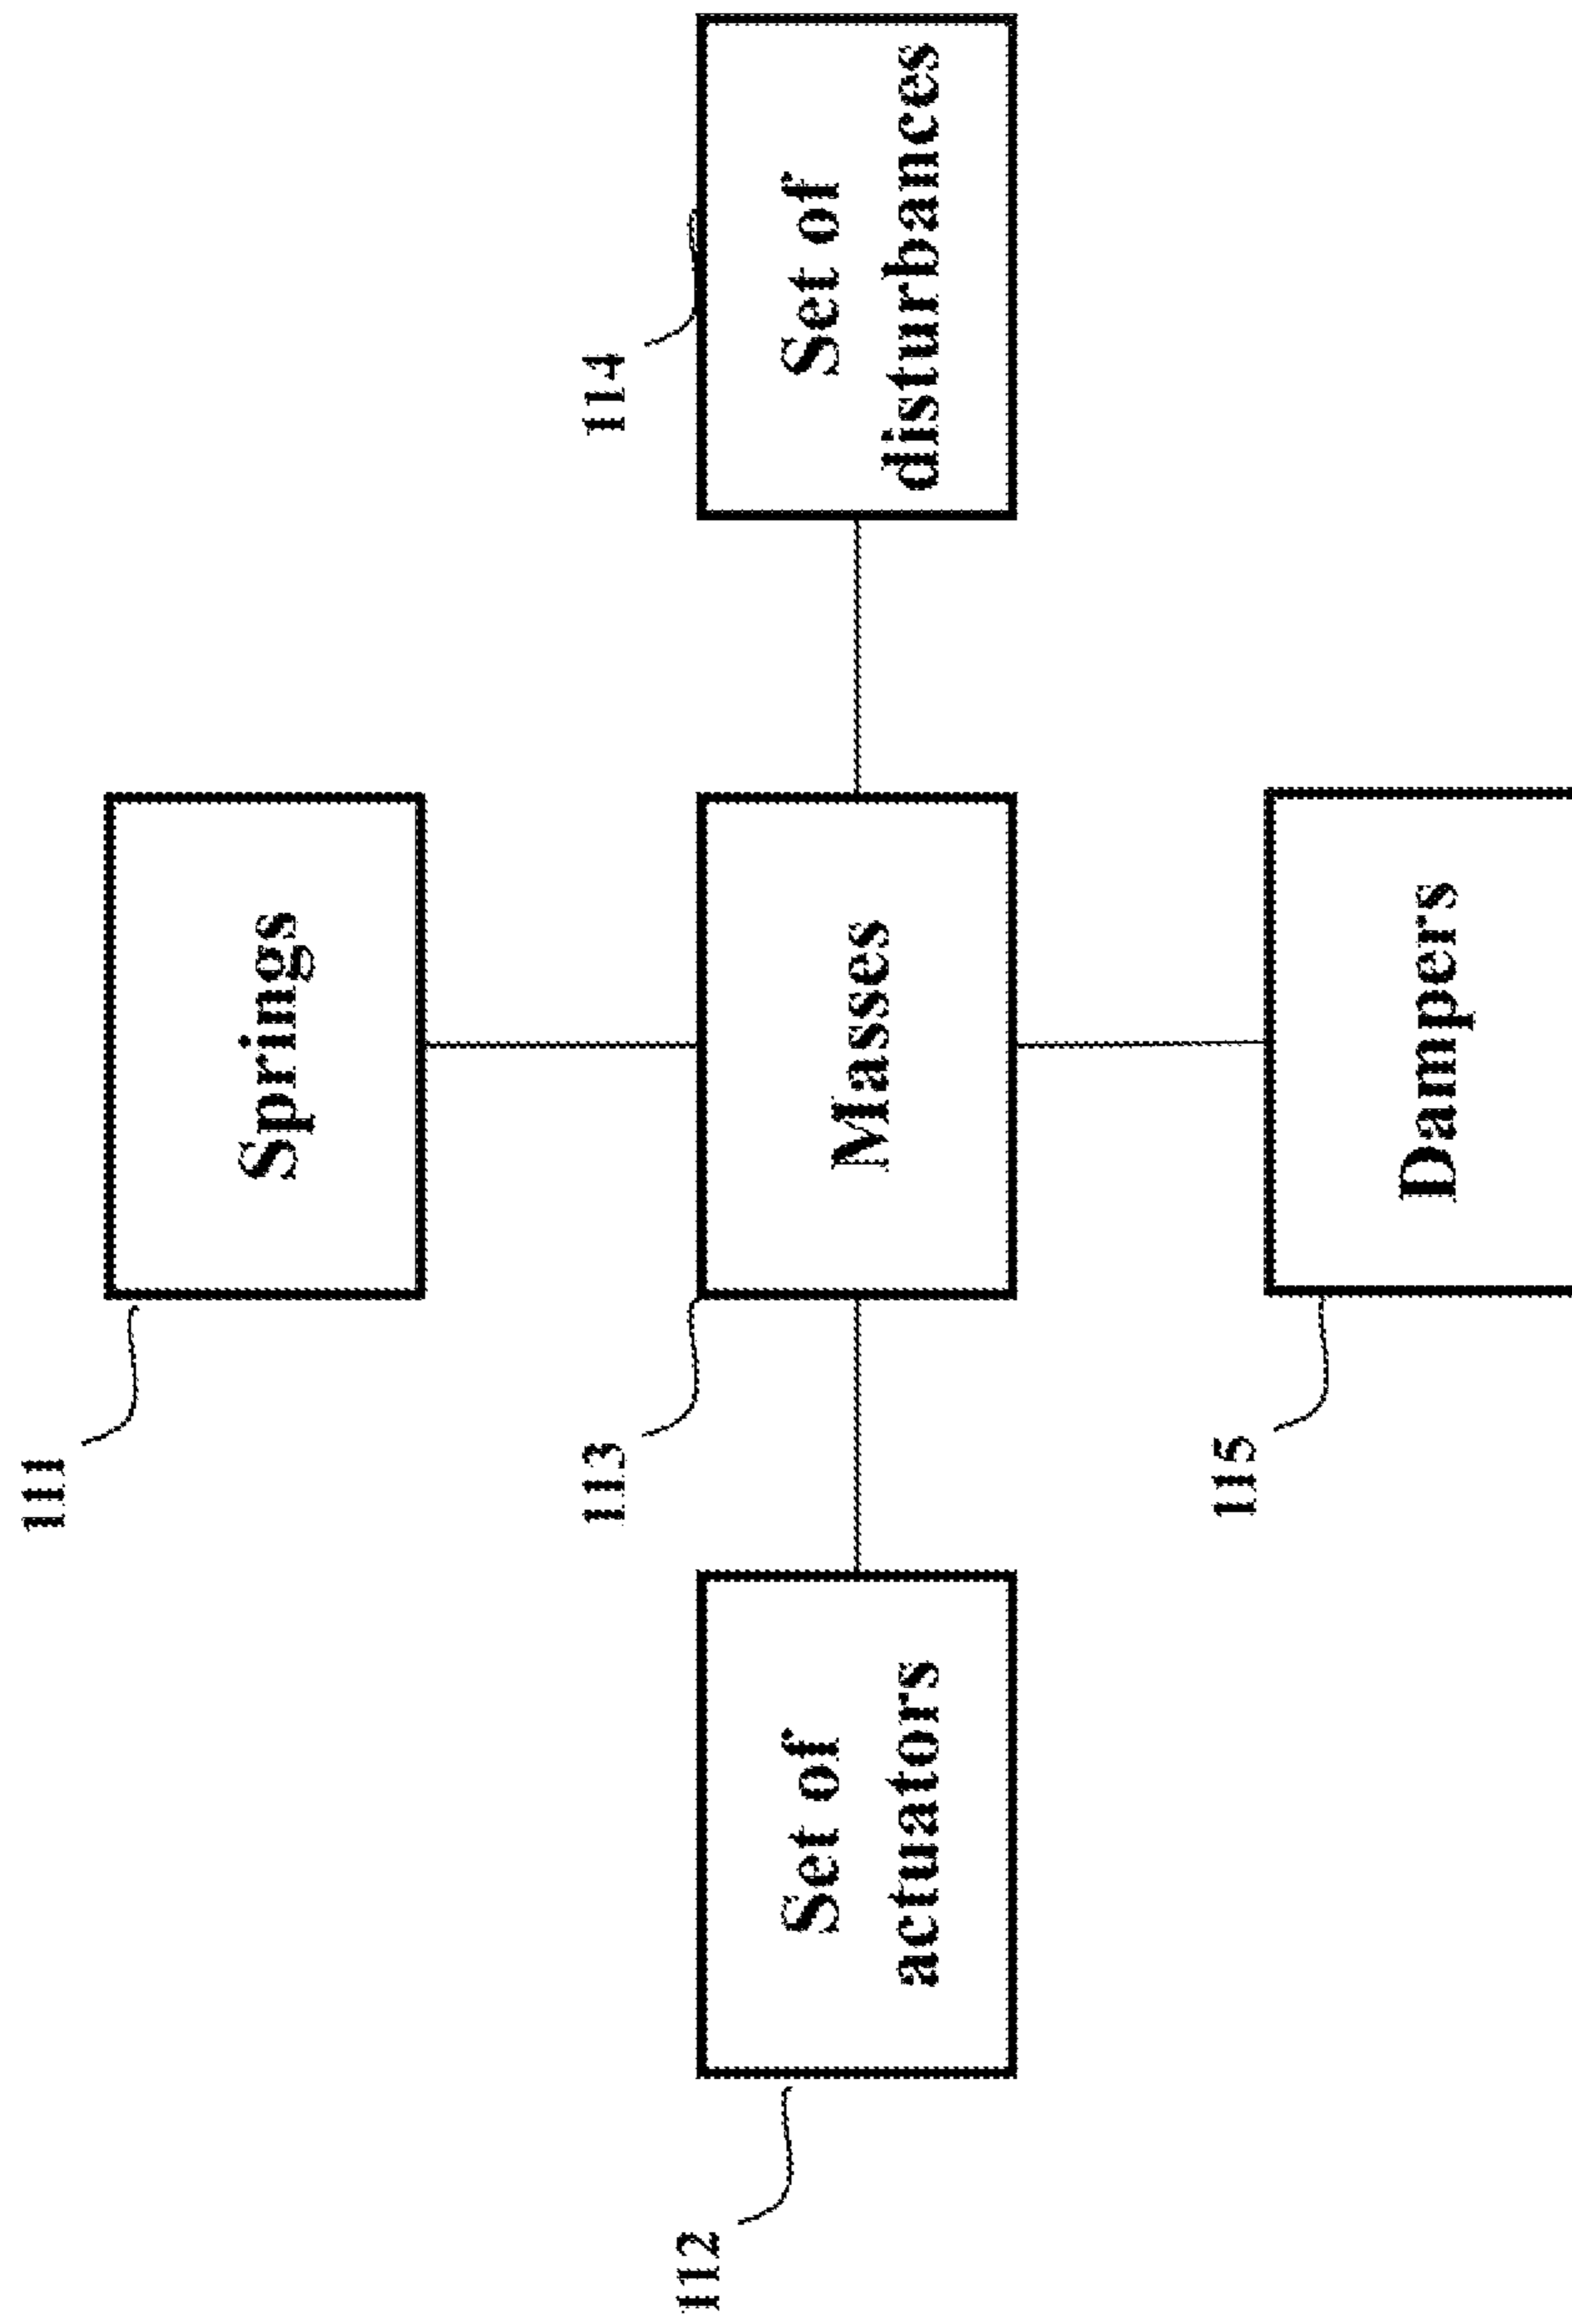 111
Springs
114
113
Masses
Set of
disturbances
112
Set of
actuators
115
Dampers